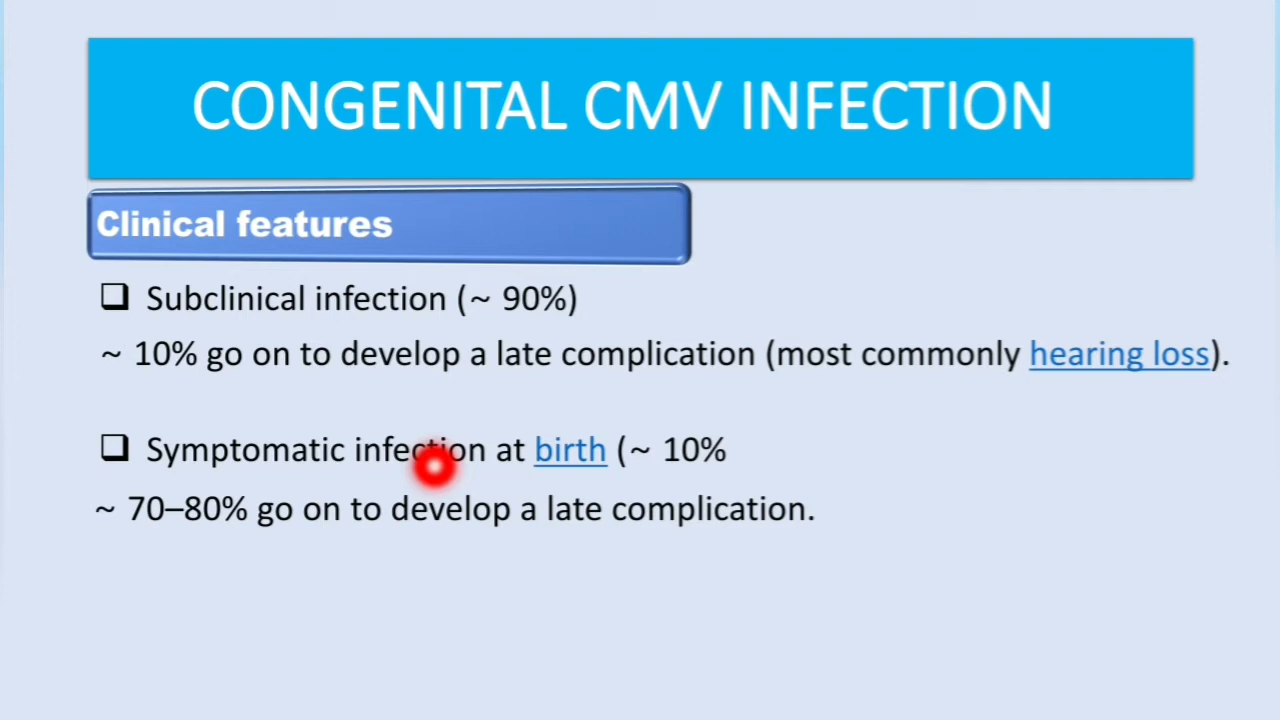 CONGENITAL CMV INFECTION
Clinical features
❑ Subclinical infection (~ 90%)
~ 10% go on to develop a late complication (most commonly hearing loss).
❑ Symptomatic infection at birth (~ 10%
~ 70–80% go on to develop a late complication.